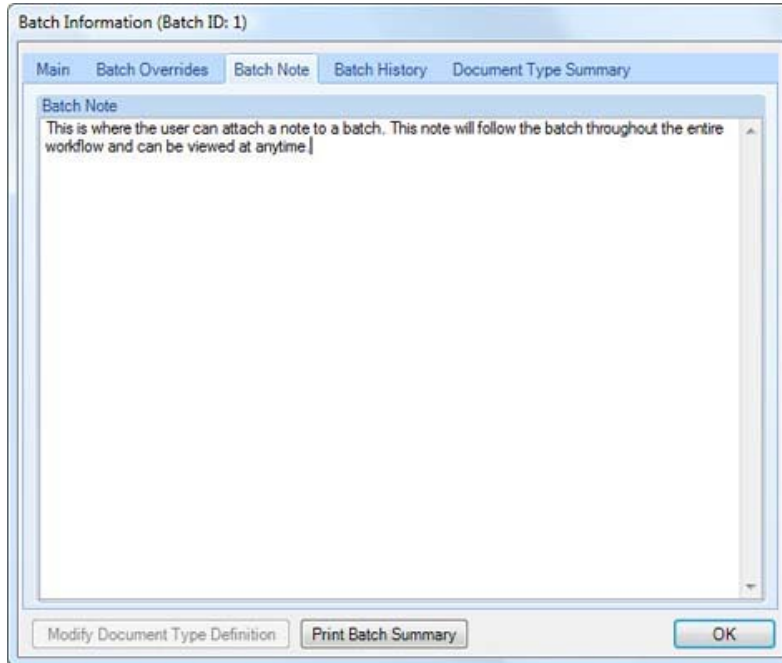 Batch Information (Batch ID: 1)
Main Batch Overrides Batch Note Batch History Document Type Summary
Batch Note
This is where the user can attach a note to a batch. This note will follow the batch throughout the entire
workflow and can be viewed at anytime.
Modify Document Type Definition Print Batch Summary OK